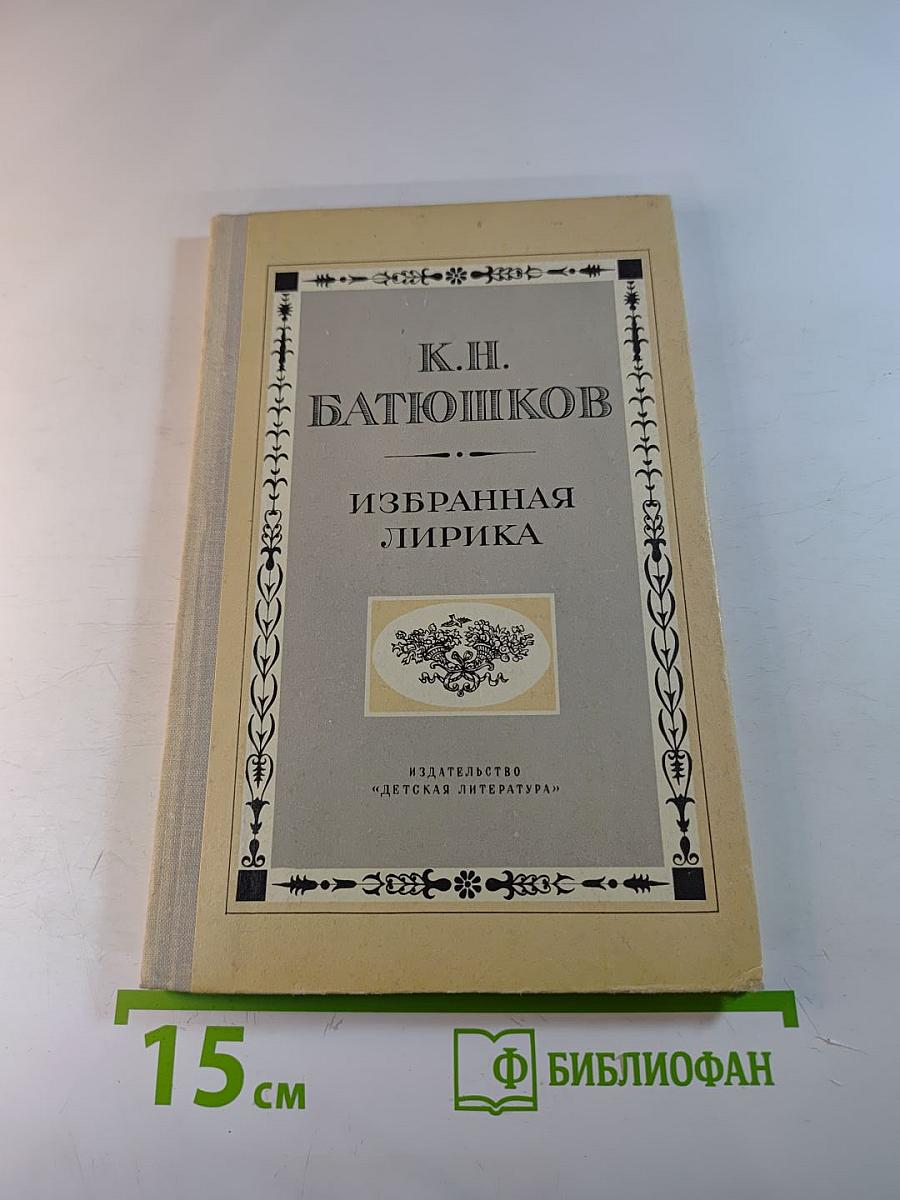 К.Н.
БАТЮШКОВ
ИЗБРАННАЯ
ЛИРИКА
ИЗДАТЕЛЬСТВО
«ДЕТСКАЯ ЛИТЕРАТУРА»
15 см
Ф БИБЛИОФАН